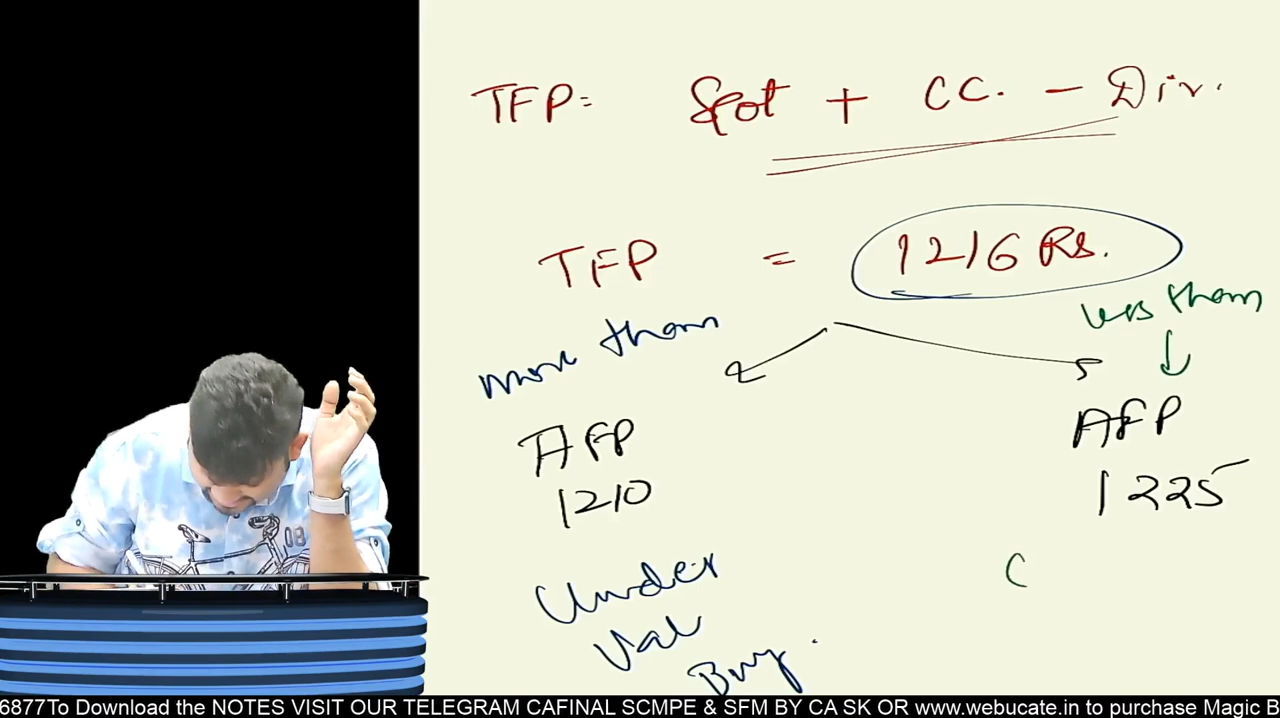 TFP = Spot + CC. - Div.
TFP = 1216 Rs.
more than
less than
AFP
1210
AFP
1225
Under
Val
Buy.
C
08
6877To Download the NOTES VISIT OUR TELEGRAM CAFINAL SCMPE & SFM BY CA SK OR www.webucate.in to purchase Magic B